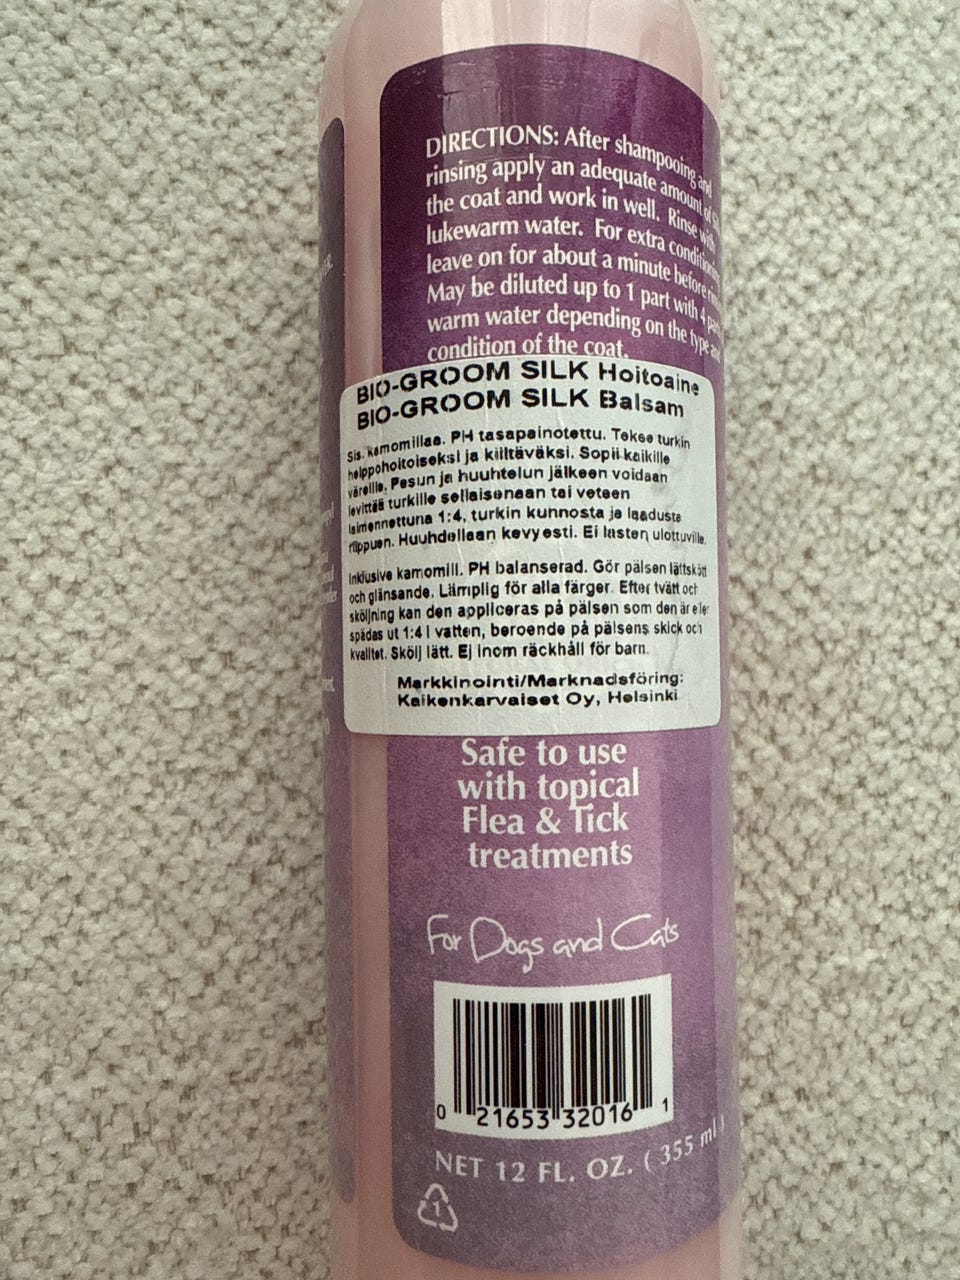 DIRECTIONS: After shampooing and
rinsing apply an adequate amount of
the coat and work in well. Rinse with
lukewarm water. For extra conditioning
leave on for about a minute before
May be diluted up to 1 part with 4
warm water depending on the type and
condition of the coat.
BIO-GROOM SILK Hoitoaine
BIO-GROOM SILK Balsam
Sis. kamomillaa. PH tasapainotettu. Tekee turkin
helppohoitoiseksi ja kiiltäväksi. Sopii kaikille
väreille. Pesun ja huuhtelun jälkeen voidaan
levittää turkille sellaisenaan tai veteen
laimennettuna 1:4, turkin kunnosta ja laadusta
riippuen. Huuhdellaan kevyesti. Ei lasten ulottuville.
Inklusive kamomill. PH balanserad. Gör pälsen lättskött
och glänsande. Lämplig för alla färger. Efter tvätt och
sköljning kan den appliceras på pälsen som den är eller
spädas ut 1:4 i vatten, beroende på pälsens skick och
kvalitet. Skölj lätt. Ej inom räckhåll för barn.
Markkinointi/Marknadsföring:
Kaikenkarvaiset Oy, Helsinki
Safe to use
with topical
Flea & Tick
treatments
For Dogs and Cats
0 21653 32016 1
NET 12 FL. OZ. (355 ml)
1